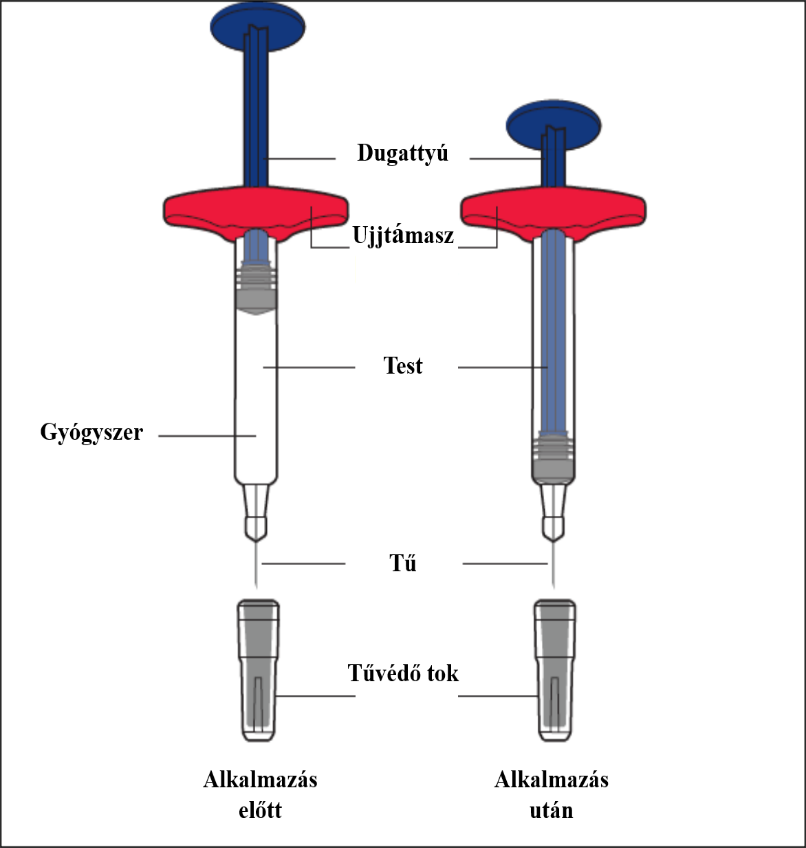 Dugattyú
Ujjtámasz
Test
Gyógyszer
Tű
Tűvédő tok
Alkalmazás
előtt
Alkalmazás
után